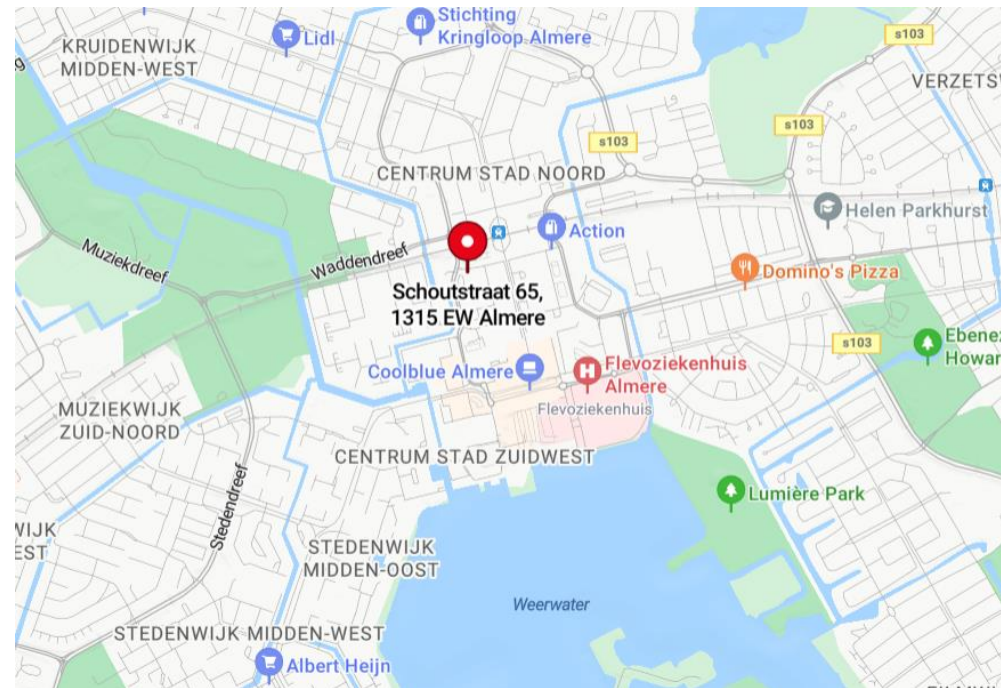 Stichting
Kringloop Almere
Lidl
s103
KRUIDENWIJK
MIDDEN-WEST
VERZETS
s103
s103
CENTRUM STAD NOORD
Helen Parkhurst
Action
Muziekdreef
Waddendreef
Domino's Pizza
Schoutstraat 65,
1315 EW Almere
s103
Ebenez
Howar
Coolblue Almere
Flevoziekenhuis
Almere
Flevoziekenhuis
MUZIEKWIJK
ZUID-NOORD
CENTRUM STAD ZUIDWEST
Stedendreef
Lumière Park
WIJK
EST
STEDENWIJK
MIDDEN-OOST
Weerwater
STEDENWIJK MIDDEN-WEST
Albert Heijn